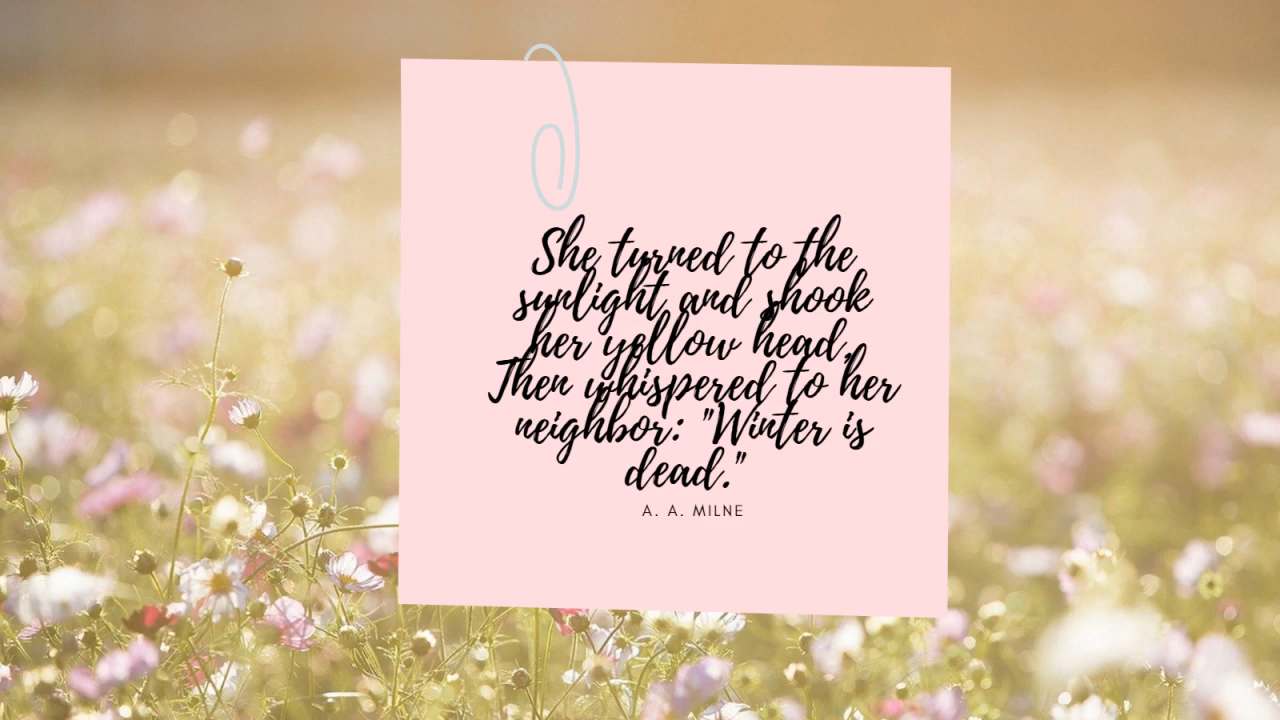 She turned to the
sunlight and shook
her yellow head,
Then whispered to her
neighbor: "Winter is
dead."
A. A. MILNE